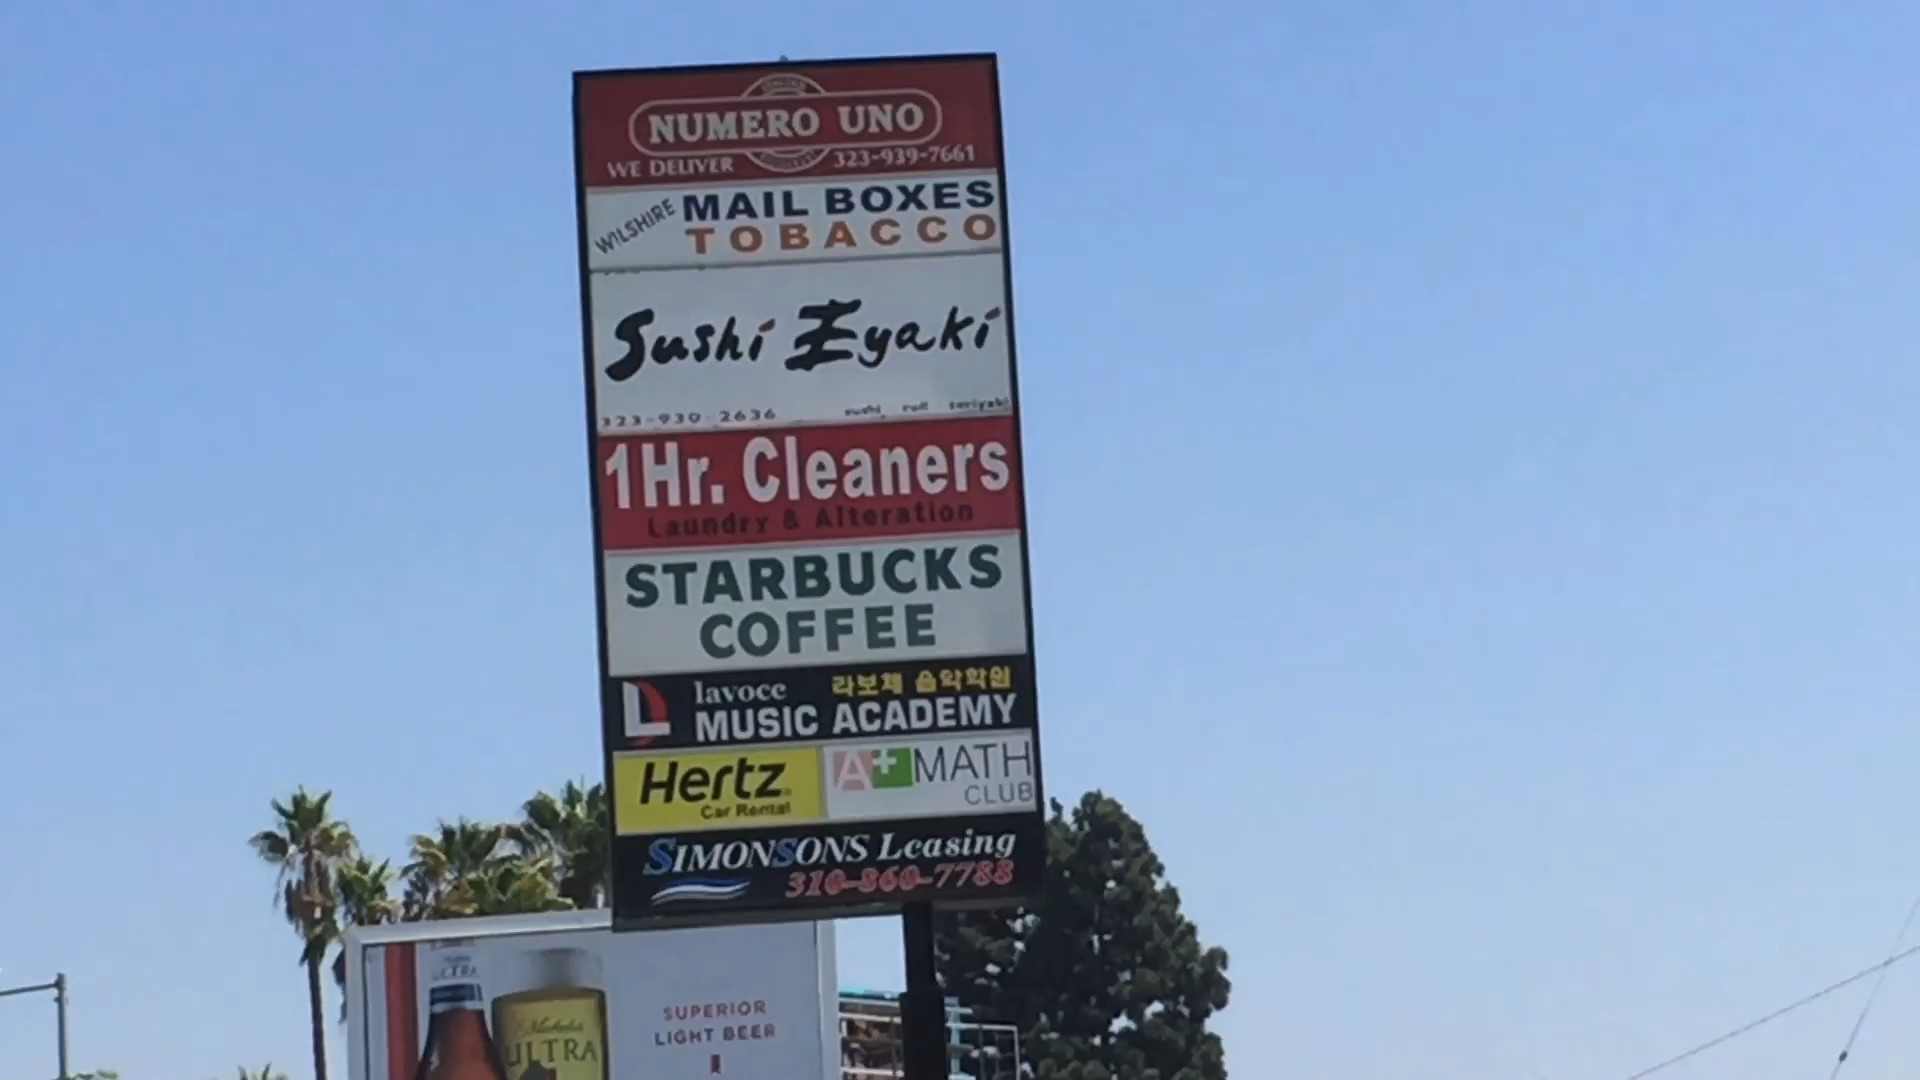 NUMERO UNO
WE DELIVER 323-939-7661
WILSHIRE MAIL BOXES
TOBACCO
Sushi Eyaki
323-930-2636 sushi roll teriyaki
1Hr. Cleaners
Laundry & Alteration
STARBUCKS
COFFEE
L lavoce 라보체 음악학원
MUSIC ACADEMY
Hertz
Car Rental
A+ MATH
CLUB
SIMONSONS Leasing
310-860-7788
ULTRA
Michelob
ULTRA
SUPERIOR
LIGHT BEER